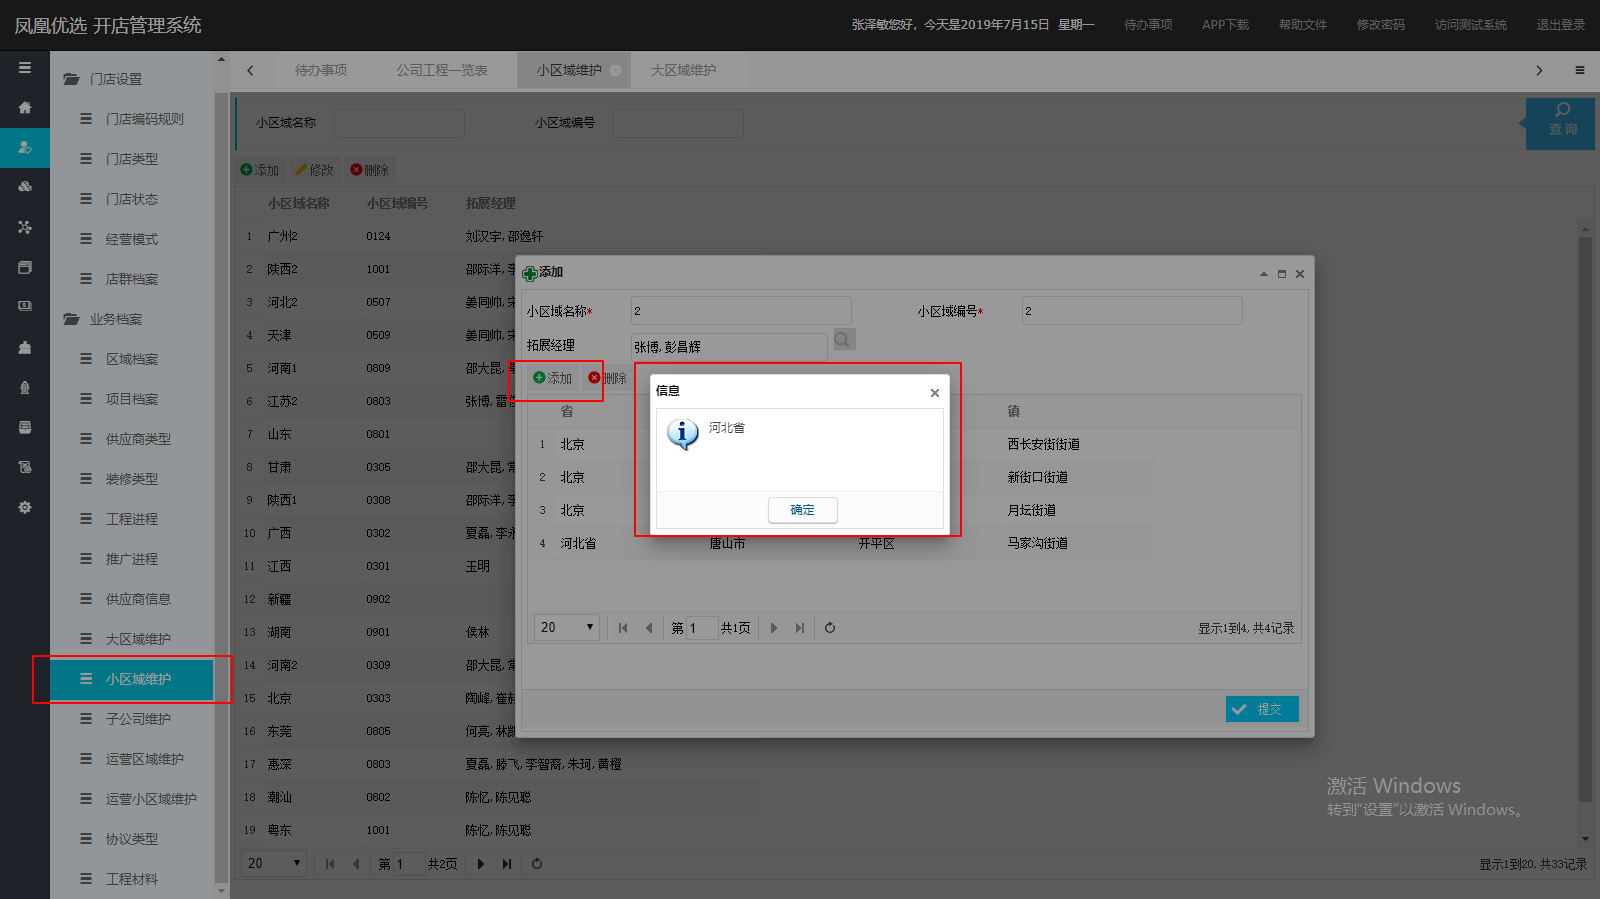 凤凰优选 开店管理系统
张泽敏您好，今天是2019年7月15日 星期一 待办事项 APP下载 帮助文件 修改密码 访问测试系统 退出登录
门店设置
门店编码规则
门店类型
门店状态
经营模式
店群档案
业务档案
区域档案
项目档案
供应商类型
装修类型
工程进程
推广进程
供应商信息
大区域维护
小区域维护
子公司维护
运营区域维护
运营小区域维护
协议类型
工程材料
待办事项 公司工程一览表 小区域维护 大区域维护
小区域名称 小区域编号 查 询
添加 修改 删除
小区域名称 小区域编号 拓展经理
1 广州2 0124 刘汉宇, 邵逸轩
2 陕西2 1001 邵际洋, 李
3 河北2 0507 姜同帅, 宋
4 天津 0509 姜同帅, 宋
5 河南1 0809 邵大昆, 常
6 江苏2 0803 张博, 雷俊
7 山东 0801
8 甘肃 0305 邵大昆, 常
9 陕西1 0308 邵际洋, 李
10 广西 0302 夏磊, 李永
11 江西 0301 玉明
12 新疆 0902
13 湖南 0901 侯林
14 河南2 0309 邵大昆, 常
15 北京 0303 陶峰, 崔赫
16 东莞 0805 何亮, 林凯
17 惠深 0803 夏磊, 滕飞, 李智裔, 朱珂, 黄橙
18 潮汕 0802 陈忆, 陈见聪
19 粤东 1001 陈忆, 陈见聪
20 第 1 共2页 显示1到20, 共33记录
添加
小区域名称* 2 小区域编号* 2
拓展经理 张博, 彭昌辉
添加 删除
省 镇
1 北京 西长安街街道
2 北京 新街口街道
3 北京 月坛街道
4 河北省 唐山市 开平区 马家沟街道
20 第 1 共1页 显示1到4, 共4记录
提交
信息
河北省
确定
激活 Windows
转到“设置”以激活 Windows。